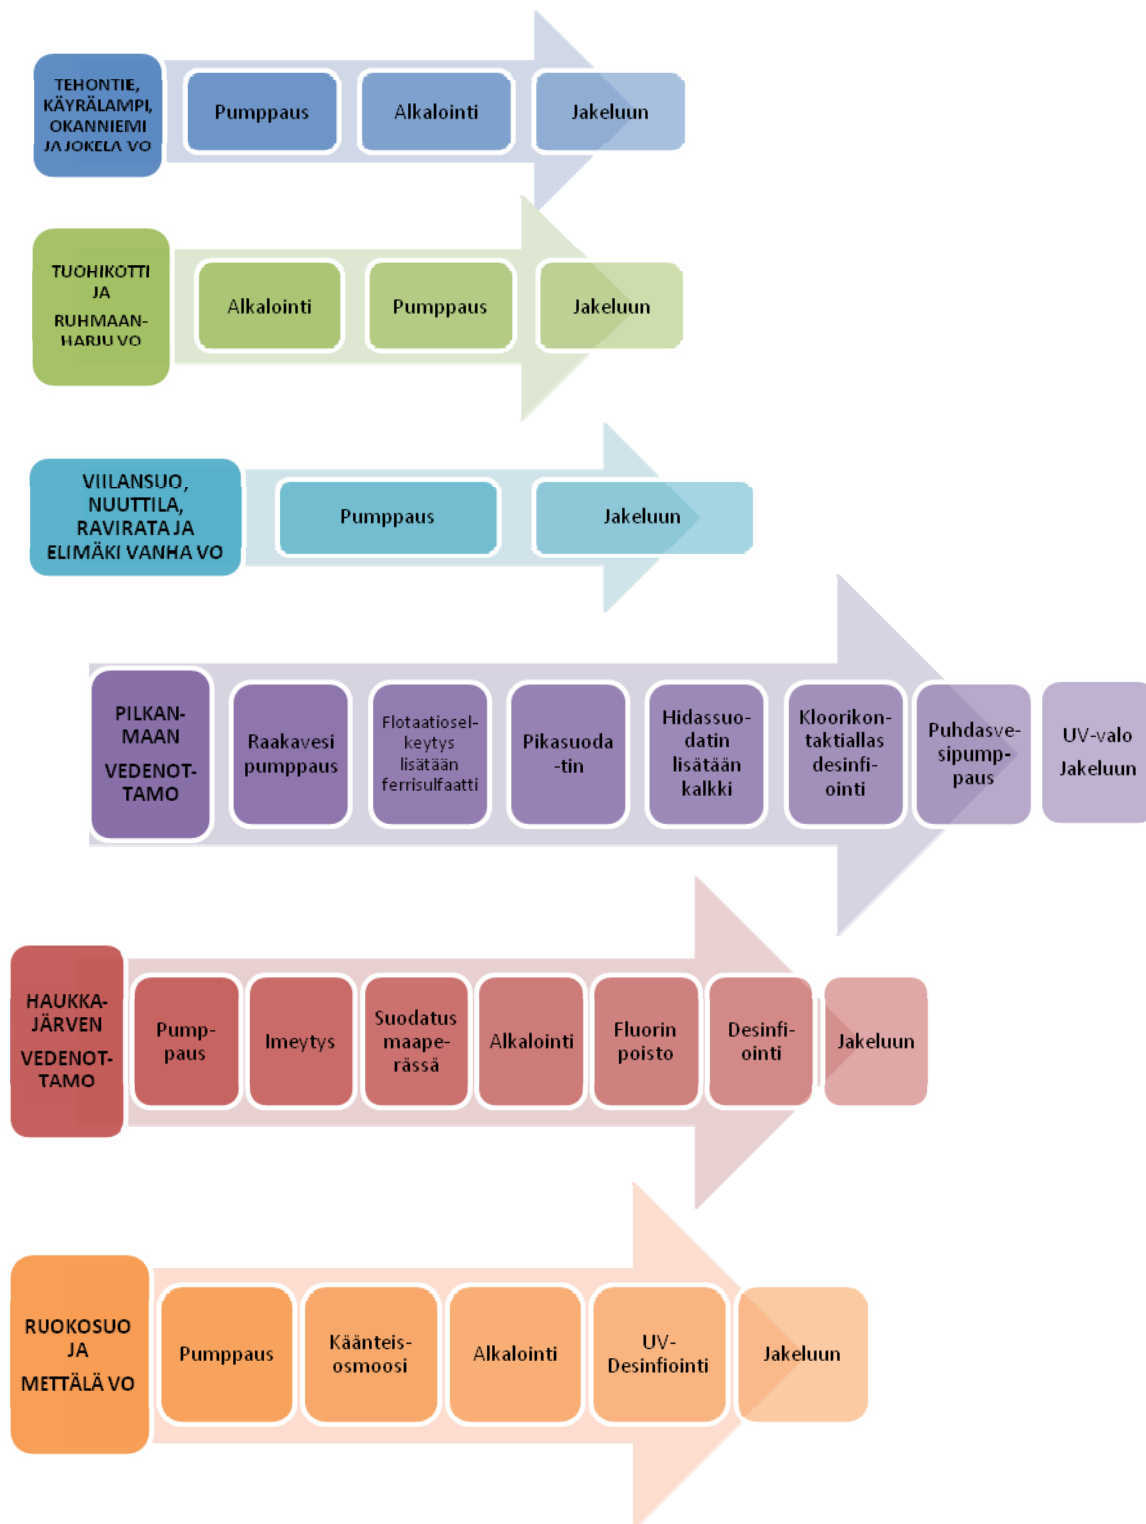 TEHONTIE,
KÄYRÄLAMPI,
OKANNIEMI
JA JOKELA VO
Pumppaus
Alkalointi
Jakeluun
TUOHIKOTTI
JA
RUHMAAN-
HARJU VO
Alkalointi
Pumppaus
Jakeluun
VIILANSUO,
NUUTTILA,
RAVIRATA JA
ELIMÄKI VANHA VO
Pumppaus
Jakeluun
PILKAN-
MAAN
VEDENOT-
TAMO
Raakavesi
pumppaus
Flotaatiosel-
keytys
lisätään
ferrisulfaatti
Pikasuoda
-tin
Hidassuo-
datin
lisätään
kalkki
Kloorikon-
taktiallas
desinfi-
ointi
Puhdasve-
sipump-
paus
UV-valo
Jakeluun
HAUKKA-
JÄRVEN
VEDENOT-
TAMO
Pump-
paus
Imeytys
Suodatus
maape-
rässä
Alkalointi
Fluorin
poisto
Desinfi-
ointi
Jakeluun
RUOKOSUO
JA
METTÄLÄ VO
Pumppaus
Käänteis-
osmoosi
Alkalointi
UV-
Desinfiointi
Jakeluun